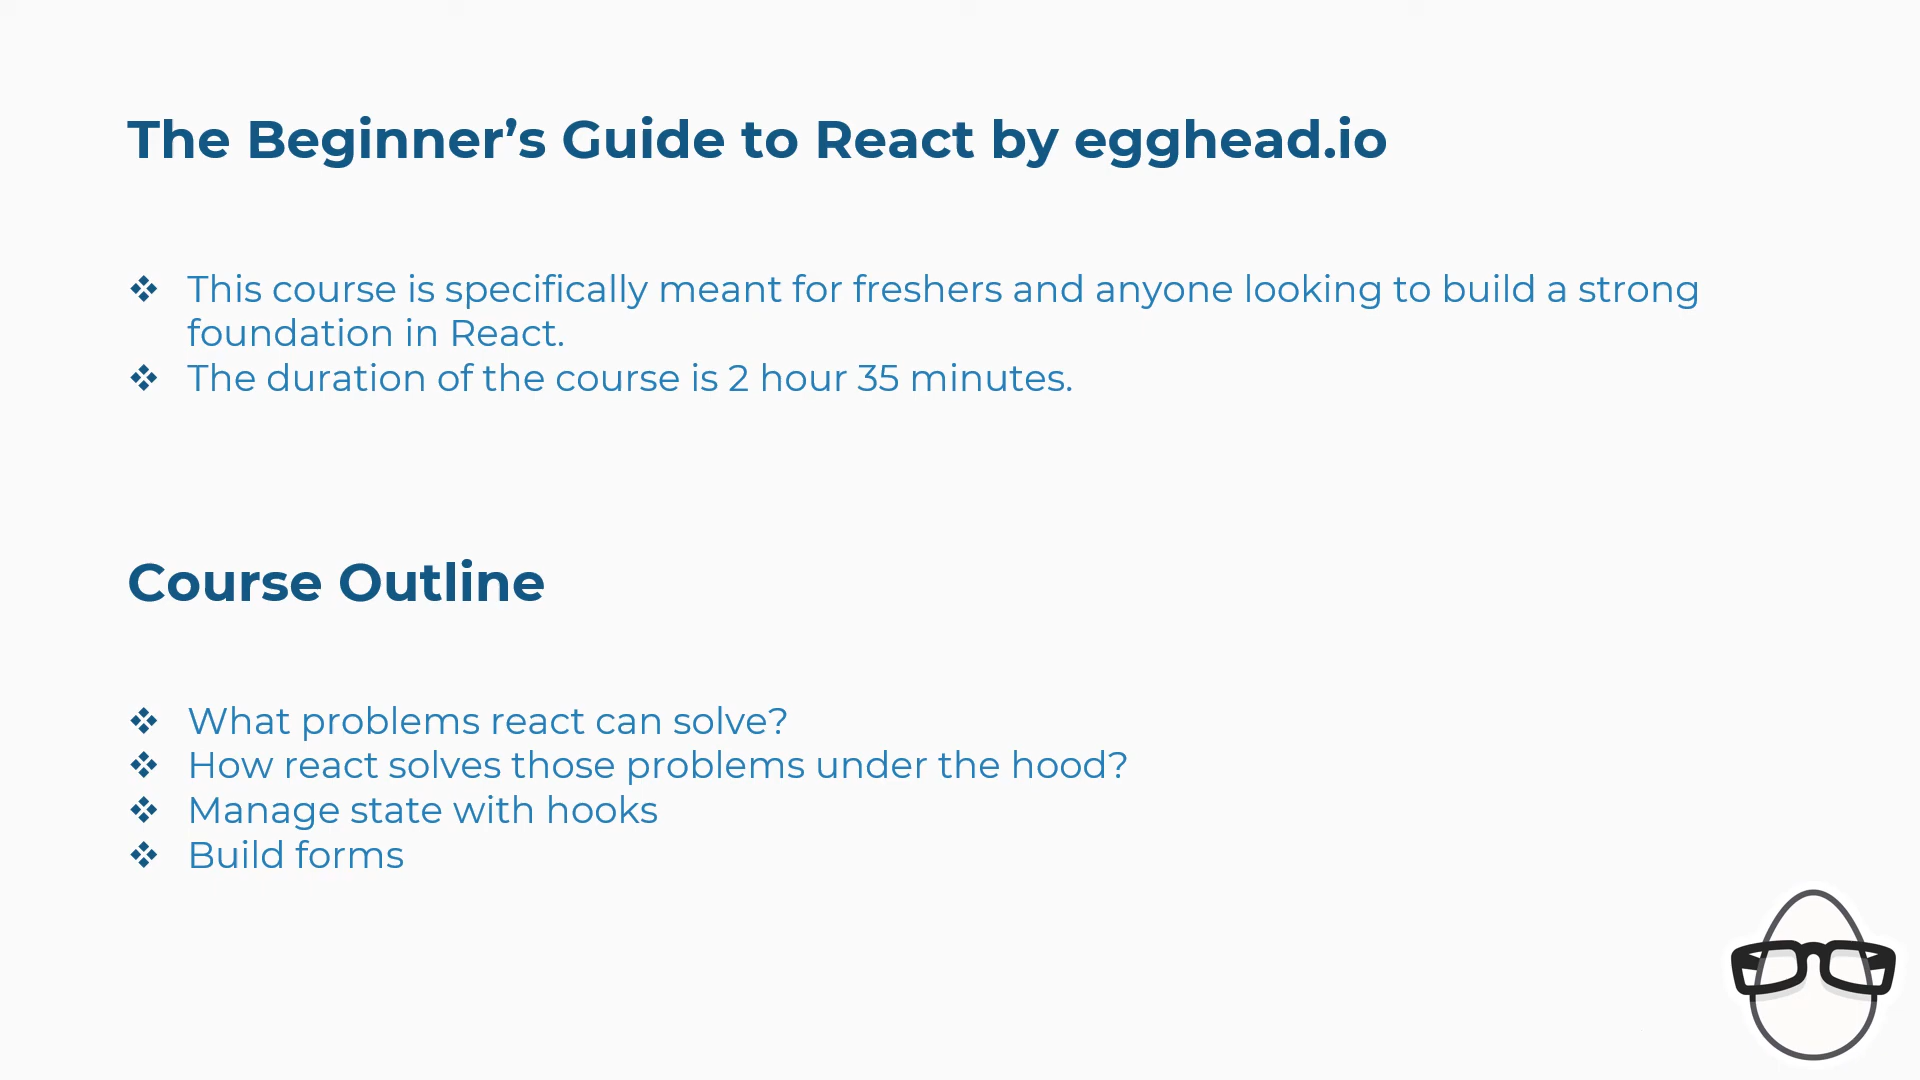 The Beginner’s Guide to React by egghead.io
❖ This course is specifically meant for freshers and anyone looking to build a strong
foundation in React.
❖ The duration of the course is 2 hour 35 minutes.
Course Outline
❖ What problems react can solve?
❖ How react solves those problems under the hood?
❖ Manage state with hooks
❖ Build forms